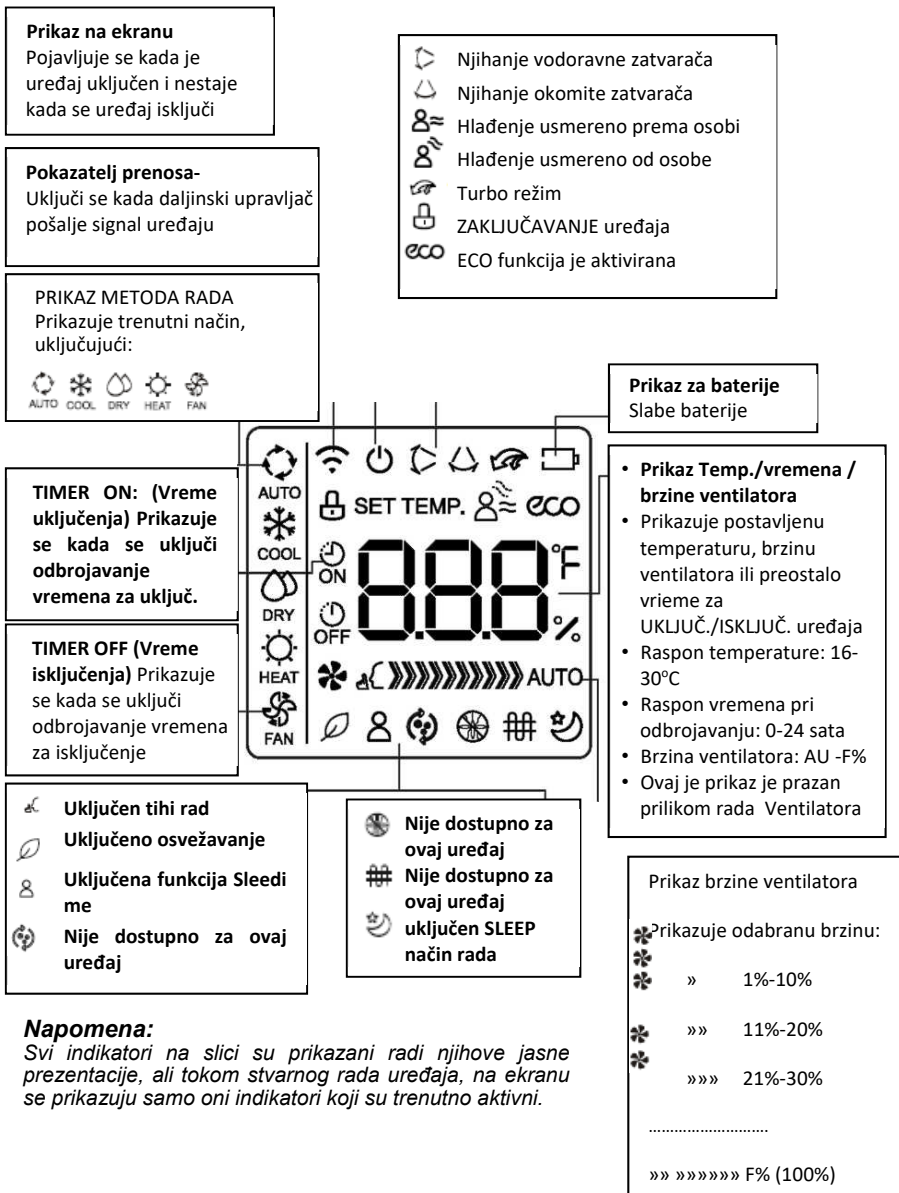 Prikaz na ekranu
Pojavljuje se kada je
uređaj uključen i nestaje
kada se uređaj isključi
Njihanje vodoravne zatvarača
Njihanje okomite zatvarača
Hlađenje usmereno prema osobi
Hlađenje usmereno od osobe
Turbo režim
ZAKLJUČAVANJE uređaja
eco ECO funkcija je aktivirana
Pokazatelj prenosa-
Uključi se kada daljinski upravljač
pošalje signal uređaju
PRIKAZ METODA RADA
Prikazuje trenutni način,
uključujući:
AUTO COOL DRY HEAT FAN
Prikaz za baterije
Slabe baterije
TIMER ON: (Vreme
uključenja) Prikazuje
se kada se uključi
odbrojavanje
vremena za uključ.
TIMER OFF (Vreme
isključenja) Prikazuje
se kada se uključi
odbrojavanje vremena
za isključenje
AUTO
COOL
DRY
HEAT
FAN
SET TEMP. eco
ON
OFF
8.8.8 °F
%
»»»»»» AUTO
• Prikaz Temp./vremena /
brzine ventilatora
• Prikazuje postavljenu
temperaturu, brzinu
ventilatora ili preostalo
vrieme za
UKLJUČ./ISKLJUČ. uređaja
• Raspon temperature: 16-
30°C
• Raspon vremena pri
odbrojavanju: 0-24 sata
• Brzina ventilatora: AU -F%
• Ovaj je prikaz je prazan
prilikom rada Ventilatora
Uključen tihi rad
Uključeno osvežavanje
Uključena funkcija Sleedi
me
Nije dostupno za ovaj
uređaj
Nije dostupno za
ovaj uređaj
Nije dostupno za
ovaj uređaj
uključen SLEEP
način rada
Prikaz brzine ventilatora
Prikazuje odabranu brzinu:
» 1%-10%
»» 11%-20%
»»» 21%-30%
...........................
»» »»»»»» F% (100%)
Napomena:
Svi indikatori na slici su prikazani radi njihove jasne
prezentacije, ali tokom stvarnog rada uređaja, na ekranu
se prikazuju samo oni indikatori koji su trenutno aktivni.